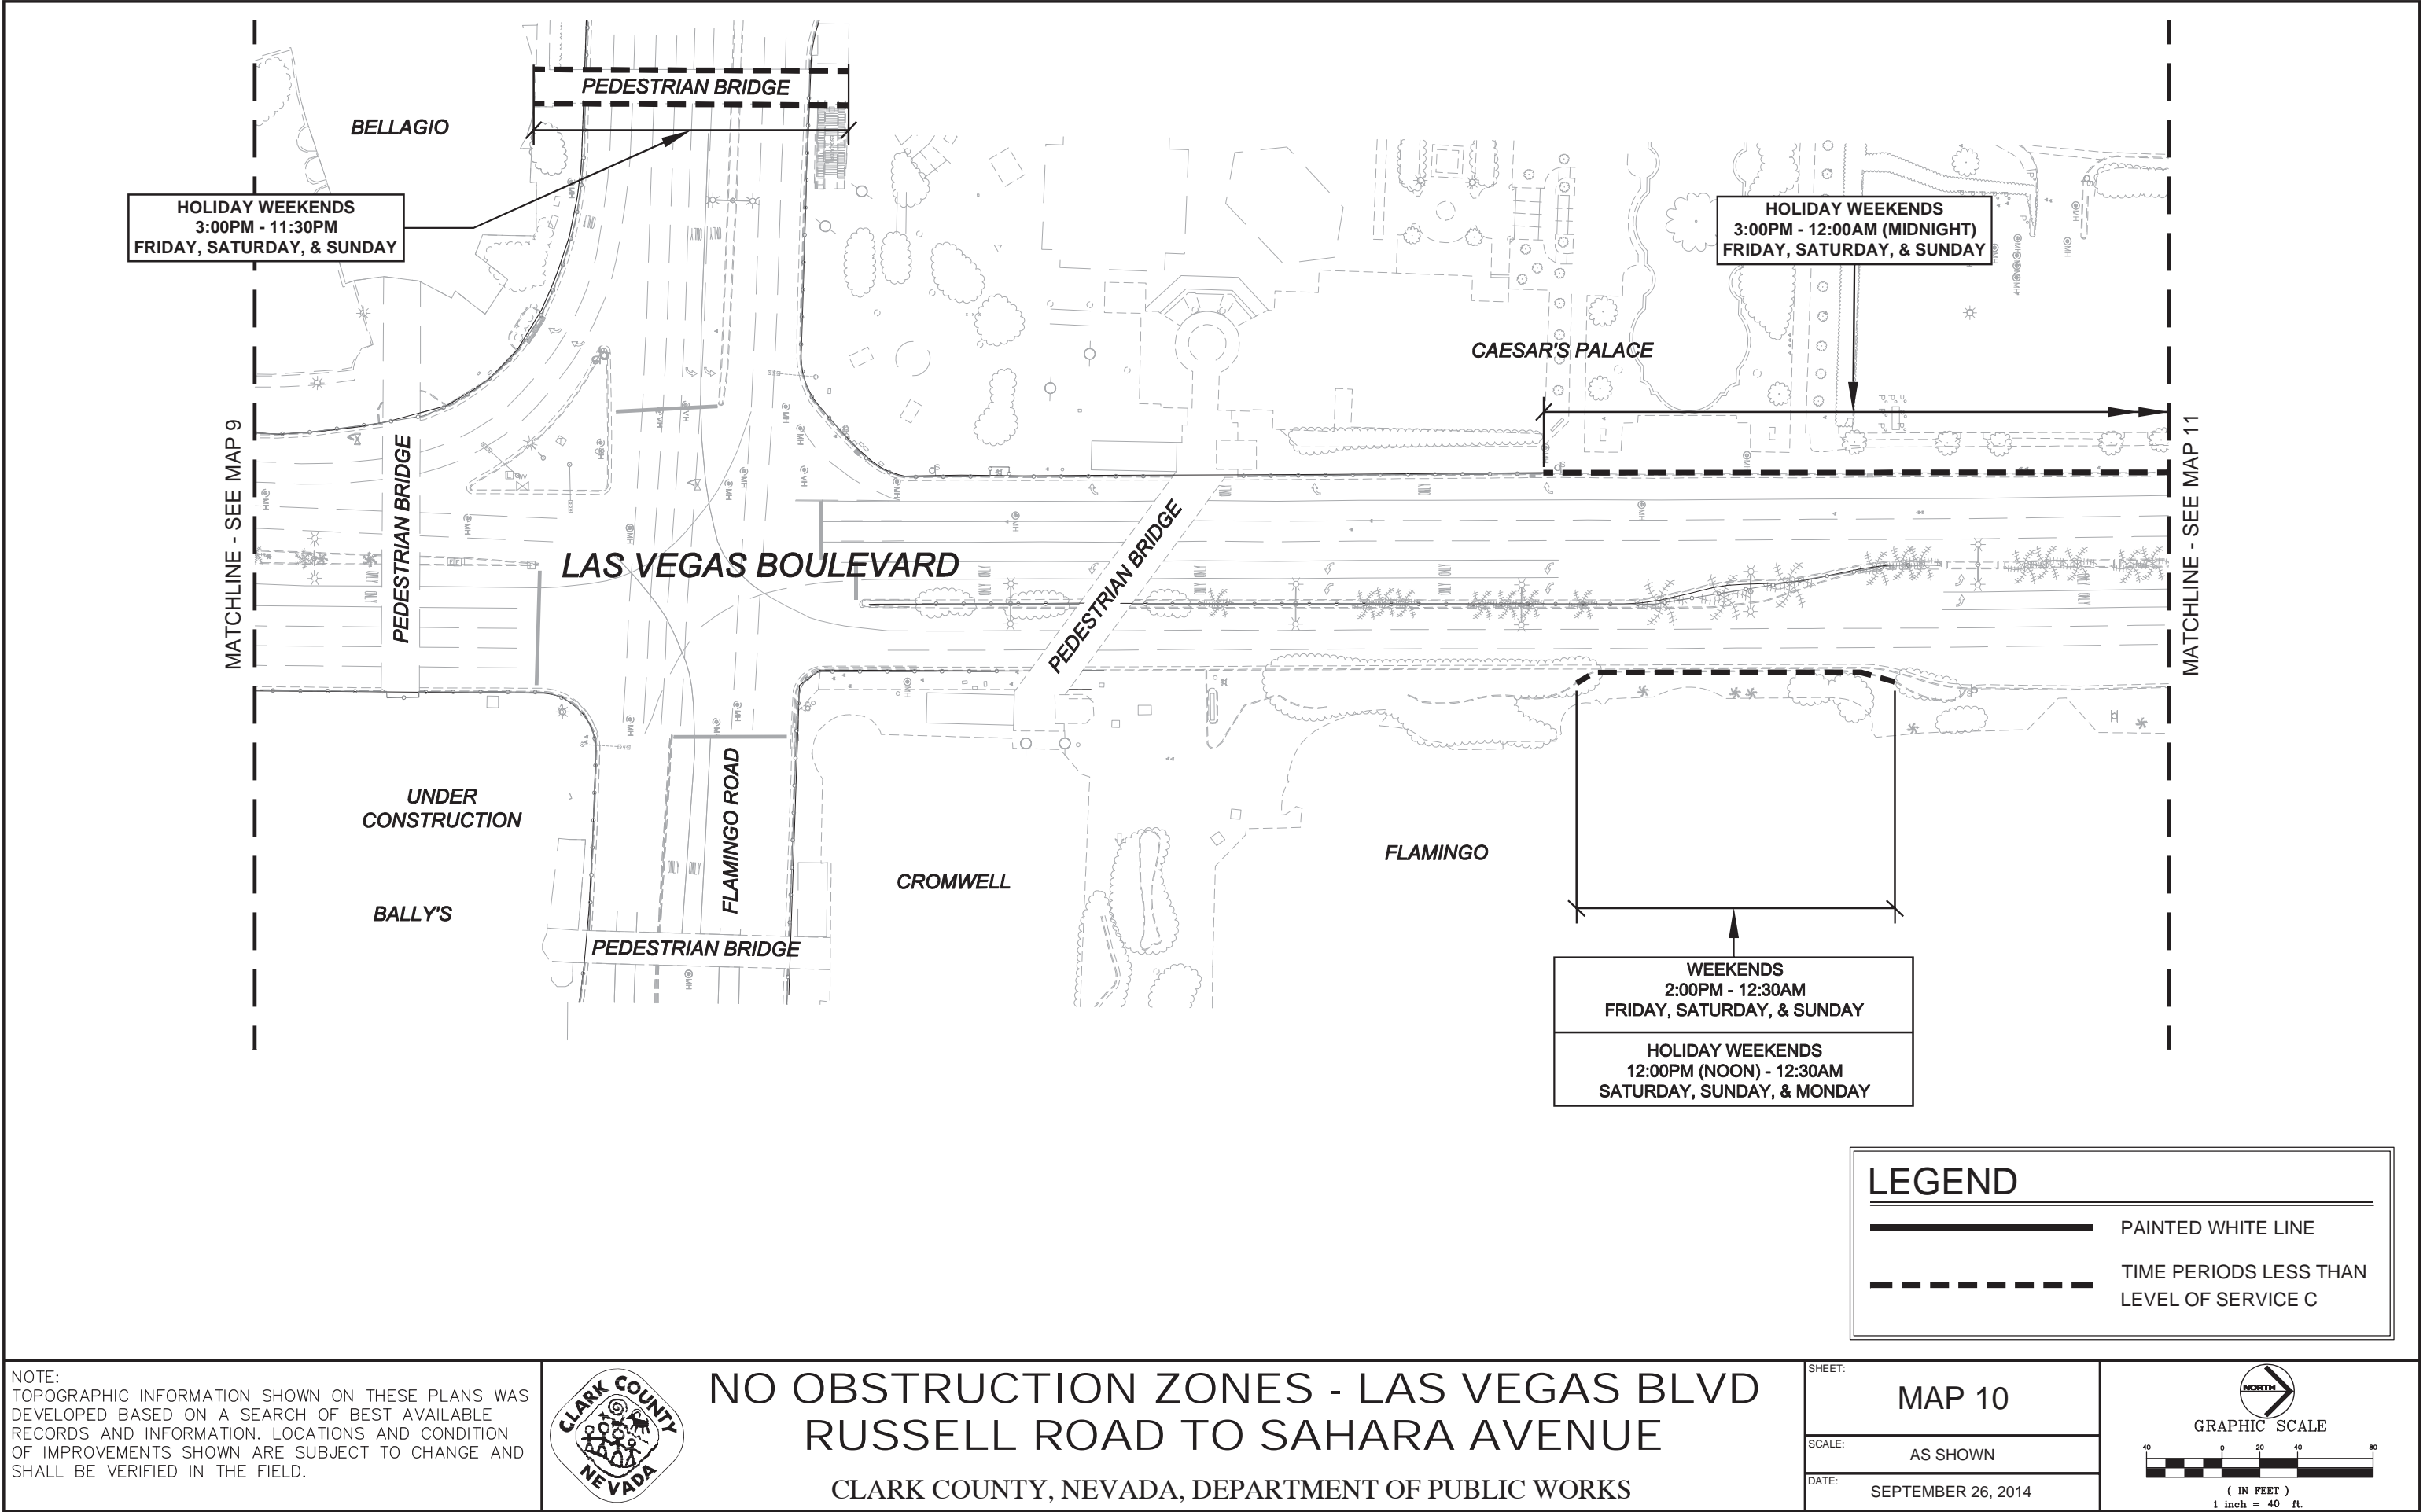 PEDESTRIAN BRIDGE
BELLAGIO
HOLIDAY WEEKENDS
3:00PM - 11:30PM
FRIDAY, SATURDAY, & SUNDAY
HOLIDAY WEEKENDS
3:00PM - 12:00AM (MIDNIGHT)
FRIDAY, SATURDAY, & SUNDAY
CAESAR'S PALACE
MATCHLINE - SEE MAP 9
PEDESTRIAN BRIDGE
LAS VEGAS BOULEVARD
PEDESTRIAN BRIDGE
MATCHLINE - SEE MAP 11
UNDER
CONSTRUCTION
BALLY'S
FLAMINGO ROAD
PEDESTRIAN BRIDGE
CROMWELL
FLAMINGO
WEEKENDS
2:00PM - 12:30AM
FRIDAY, SATURDAY, & SUNDAY
HOLIDAY WEEKENDS
12:00PM (NOON) - 12:30AM
SATURDAY, SUNDAY, & MONDAY
LEGEND
PAINTED WHITE LINE
TIME PERIODS LESS THAN
LEVEL OF SERVICE C
NOTE:
TOPOGRAPHIC INFORMATION SHOWN ON THESE PLANS WAS
DEVELOPED BASED ON A SEARCH OF BEST AVAILABLE
RECORDS AND INFORMATION. LOCATIONS AND CONDITION
OF IMPROVEMENTS SHOWN ARE SUBJECT TO CHANGE AND
SHALL BE VERIFIED IN THE FIELD.
CLARK COUNTY
NEVADA
NO OBSTRUCTION ZONES - LAS VEGAS BLVD
RUSSELL ROAD TO SAHARA AVENUE
CLARK COUNTY, NEVADA, DEPARTMENT OF PUBLIC WORKS
SHEET:
MAP 10
SCALE:
AS SHOWN
DATE:
SEPTEMBER 26, 2014
NORTH
GRAPHIC SCALE
40 0 20 40 80
( IN FEET )
1 inch = 40 ft.